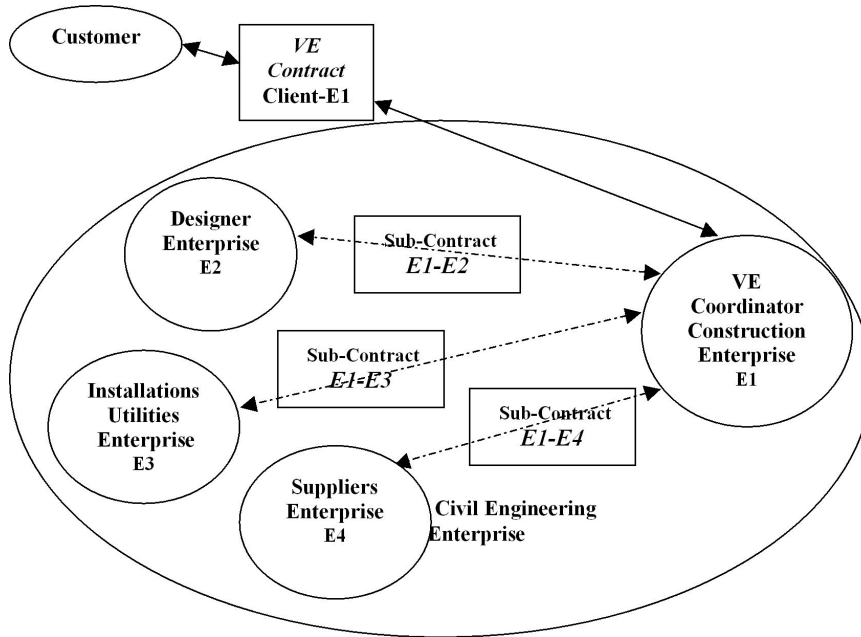 Customer
VE
Contract
Client-E1
Designer
Enterprise
E2
Sub-Contract
E1-E2
VE
Coordinator
Construction
Enterprise
E1
Sub-Contract
E1-E3
Installations
Utilities
Enterprise
E3
Sub-Contract
E1-E4
Suppliers
Enterprise
E4
Civil Engineering
Enterprise